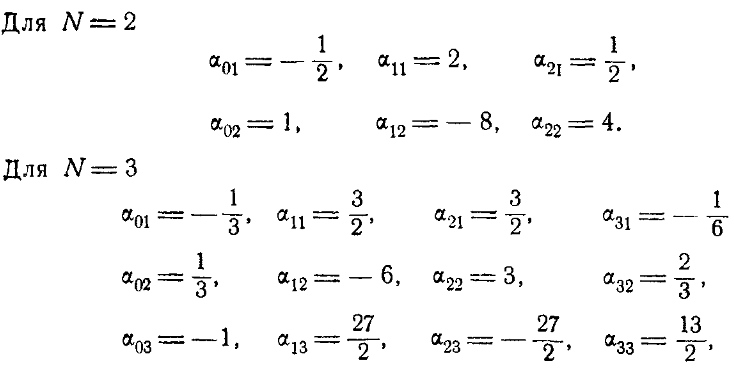 Для N = 2
α₀₁ = − 1/2, α₁₁ = 2, α₂₁ = 1/2,
α₀₂ = 1, α₁₂ = − 8, α₂₂ = 4.
Для N = 3
α₀₁ = − 1/3, α₁₁ = 3/2, α₂₁ = 3/2, α₃₁ = − 1/6
α₀₂ = 1/3, α₁₂ = − 6, α₂₂ = 3, α₃₂ = 2/3,
α₀₃ = − 1, α₁₃ = 27/2, α₂₃ = − 27/2, α₃₃ = 13/2,